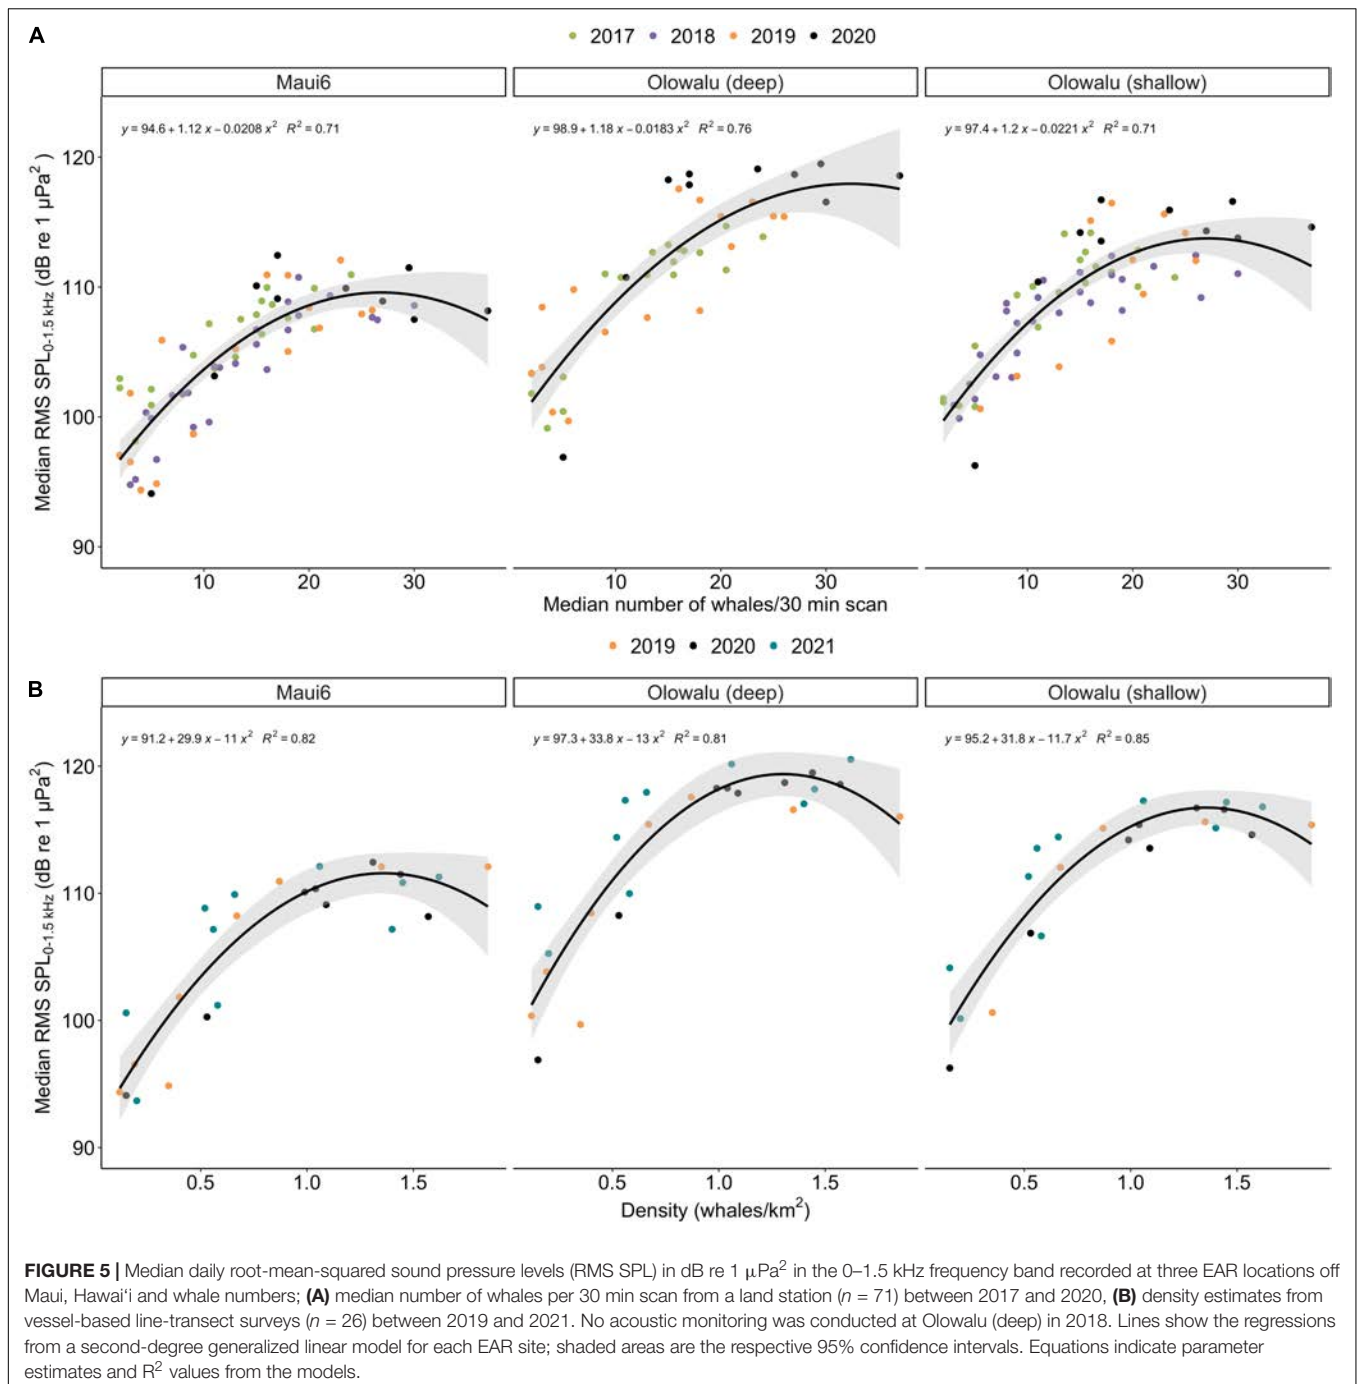 A
2017 2018 2019 2020
Maui6 Olowalu (deep) Olowalu (shallow)
y = 94.6 + 1.12 x − 0.0208 x² R² = 0.71
y = 98.9 + 1.18 x − 0.0183 x² R² = 0.76
y = 97.4 + 1.2 x − 0.0221 x² R² = 0.71
Median RMS SPL₀₋₁.₅ kHz (dB re 1 µPa²)
120
110
100
90
10 20 30 10 20 30 10 20 30
Median number of whales/30 min scan
2019 2020 2021
B
Maui6 Olowalu (deep) Olowalu (shallow)
y = 91.2 + 29.9 x − 11 x² R² = 0.82
y = 97.3 + 33.8 x − 13 x² R² = 0.81
y = 95.2 + 31.8 x − 11.7 x² R² = 0.85
Median RMS SPL₀₋₁.₅ kHz (dB re 1 µPa²)
120
110
100
90
0.5 1.0 1.5 0.5 1.0 1.5 0.5 1.0 1.5
Density (whales/km²)
FIGURE 5 | Median daily root-mean-squared sound pressure levels (RMS SPL) in dB re 1 µPa² in the 0–1.5 kHz frequency band recorded at three EAR locations off
Maui, Hawai‘i and whale numbers; (A) median number of whales per 30 min scan from a land station (n = 71) between 2017 and 2020, (B) density estimates from
vessel-based line-transect surveys (n = 26) between 2019 and 2021. No acoustic monitoring was conducted at Olowalu (deep) in 2018. Lines show the regressions
from a second-degree generalized linear model for each EAR site; shaded areas are the respective 95% confidence intervals. Equations indicate parameter
estimates and R² values from the models.